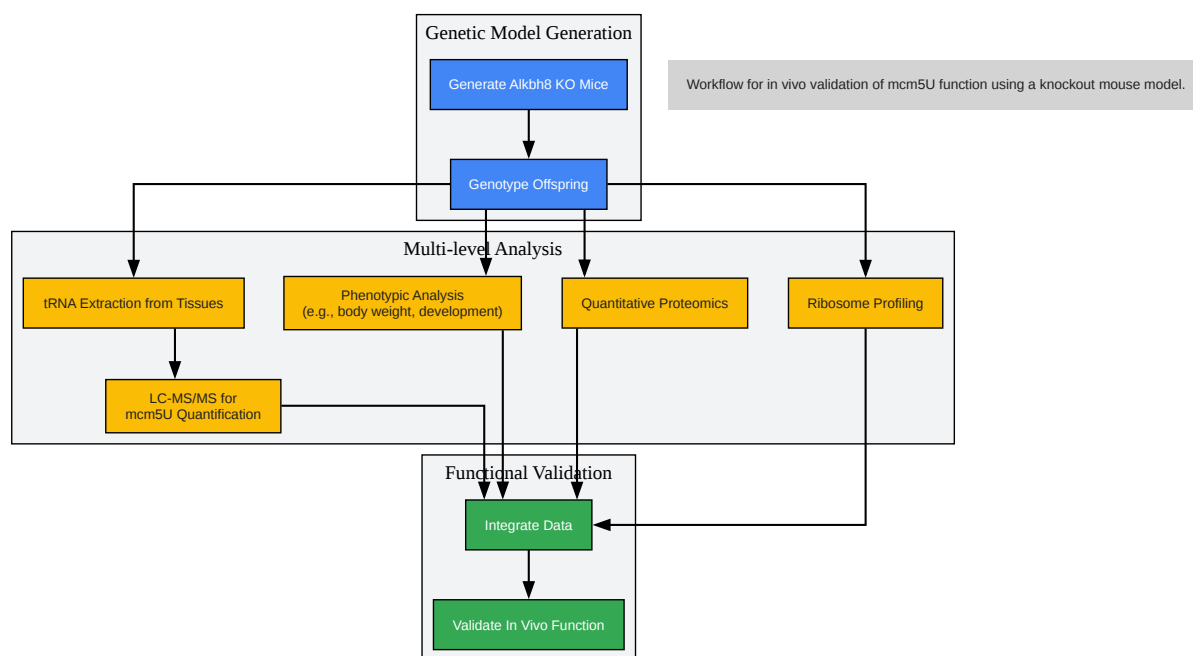 Genetic Model Generation
Generate Alkbh8 KO Mice
Workflow for in vivo validation of mcm5U function using a knockout mouse model.
Genotype Offspring
Multi-level Analysis
tRNA Extraction from Tissues
Phenotypic Analysis
(e.g., body weight, development)
Quantitative Proteomics
Ribosome Profiling
LC-MS/MS for
mcm5U Quantification
Functional Validation
Integrate Data
Validate In Vivo Function